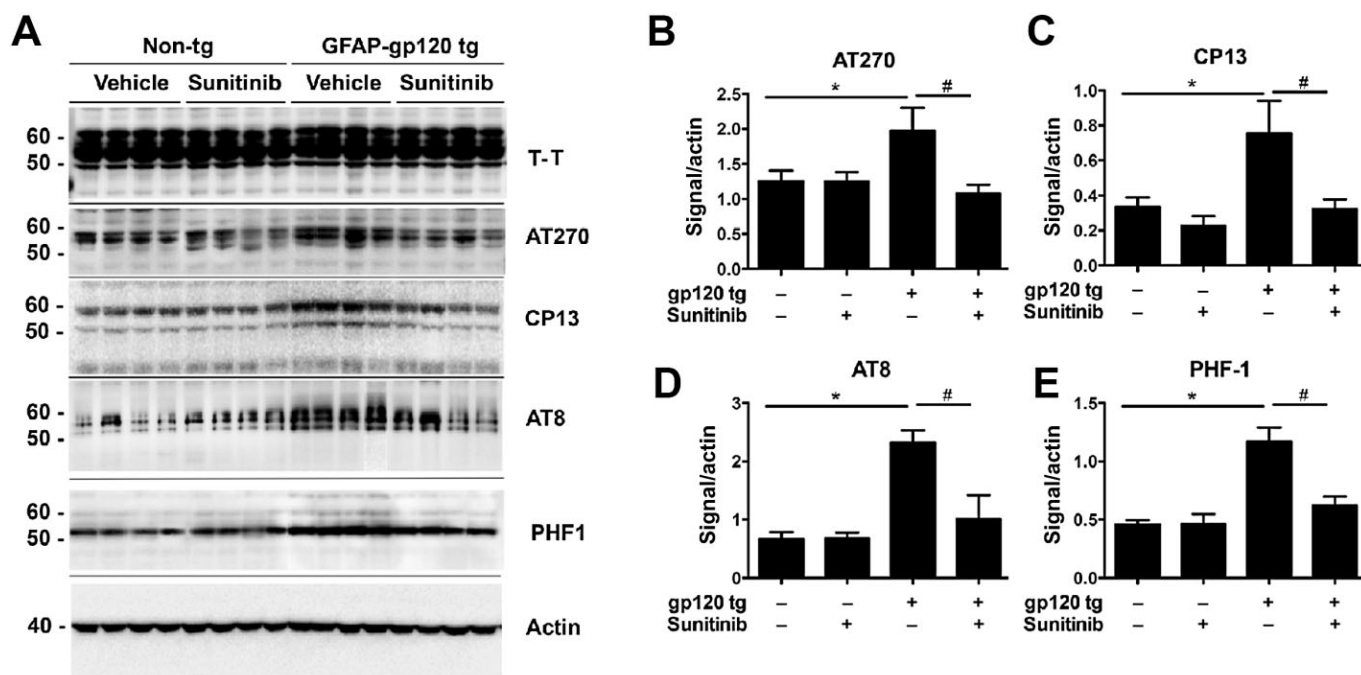 A
Non-tg GFAP-gp120 tg
Vehicle Sunitinib Vehicle Sunitinib
60 -
50 -
T-T
60 -
50 -
AT270
60 -
50 -
CP13
60 -
50 -
AT8
60 -
50 -
PHF1
40 -
Actin
B
AT270
* #
Signal/actin
2.5
2.0
1.5
1.0
0.5
0.0
gp120 tg – – + +
Sunitinib – + – +
C
CP13
* #
Signal/actin
1.0
0.8
0.6
0.4
0.2
0.0
gp120 tg – – + +
Sunitinib – + – +
D
AT8
* #
Signal/actin
3
2
1
0
gp120 tg – – + +
Sunitinib – + – +
E
PHF-1
* #
Signal/actin
1.5
1.0
0.5
0.0
gp120 tg – – + +
Sunitinib – + – +